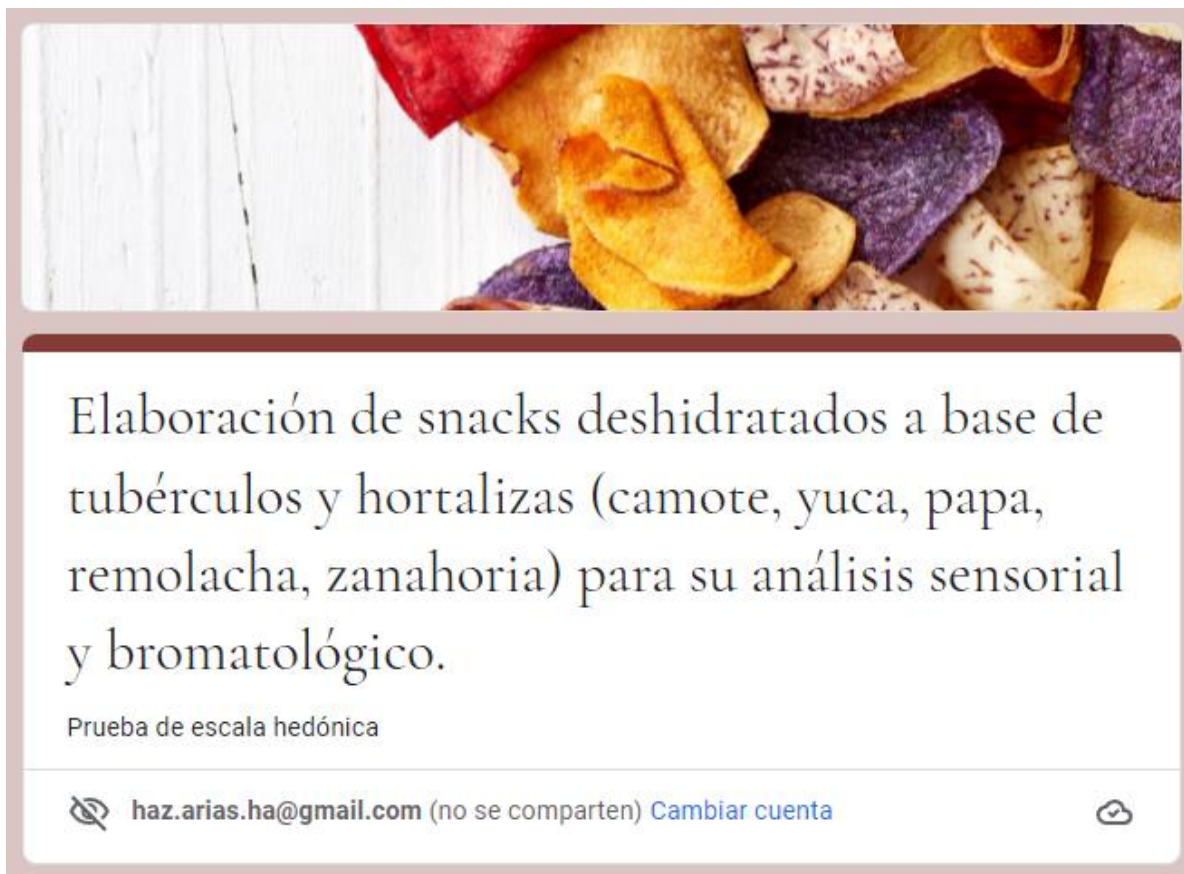 Elaboración de snacks deshidratados a base de
tubérculos y hortalizas (camote, yuca, papa,
remolacha, zanahoria) para su análisis sensorial
y bromatológico.
Prueba de escala hedónica
haz.arias.ha@gmail.com (no se comparten) Cambiar cuenta